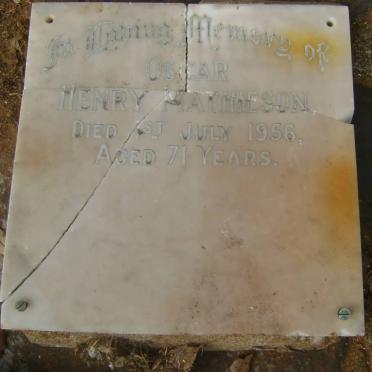 In Loving Memory of
Oscar
Henry Mathieson
Died 1st July 1956,
Aged 71 Years.